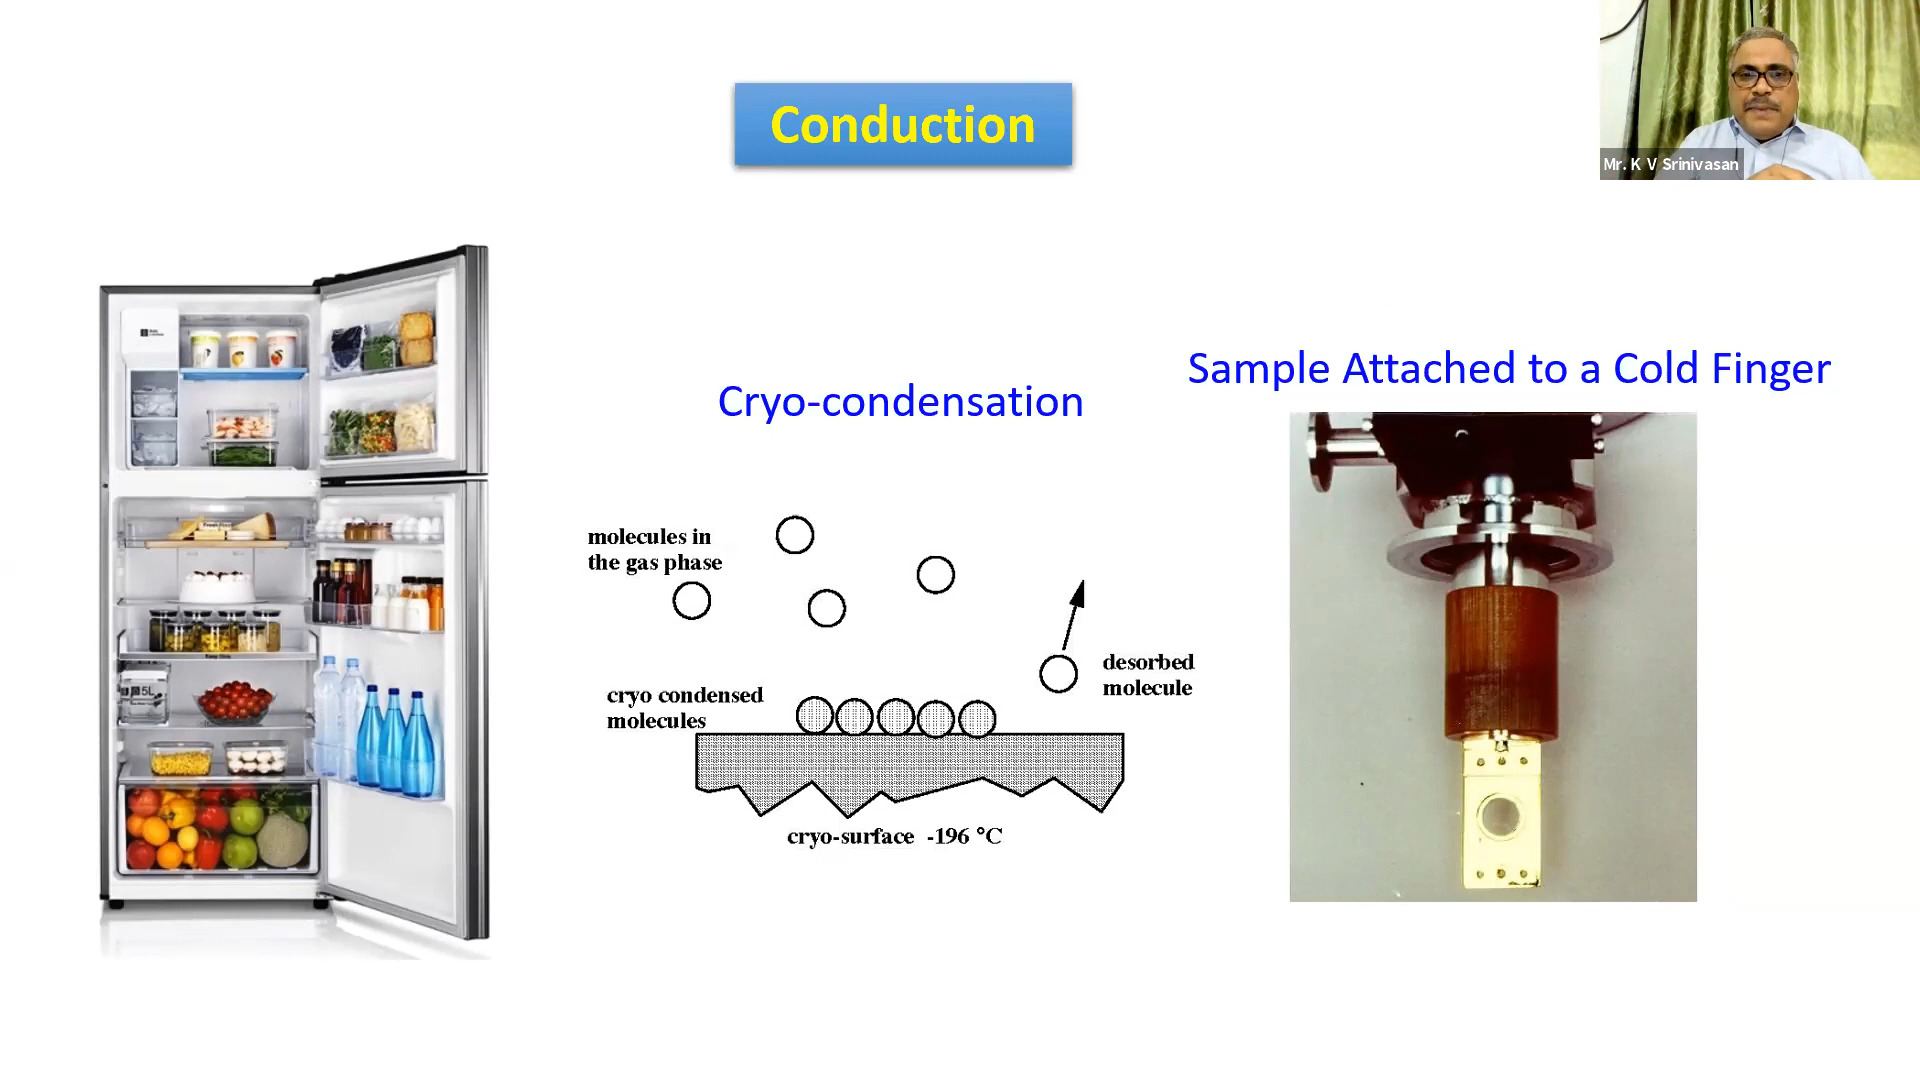 Conduction
Mr. K V Srinivasan
Sample Attached to a Cold Finger
Cryo-condensation
molecules in
the gas phase
desorbed
molecule
cryo condensed
molecules
cryo-surface -196 °C
5L